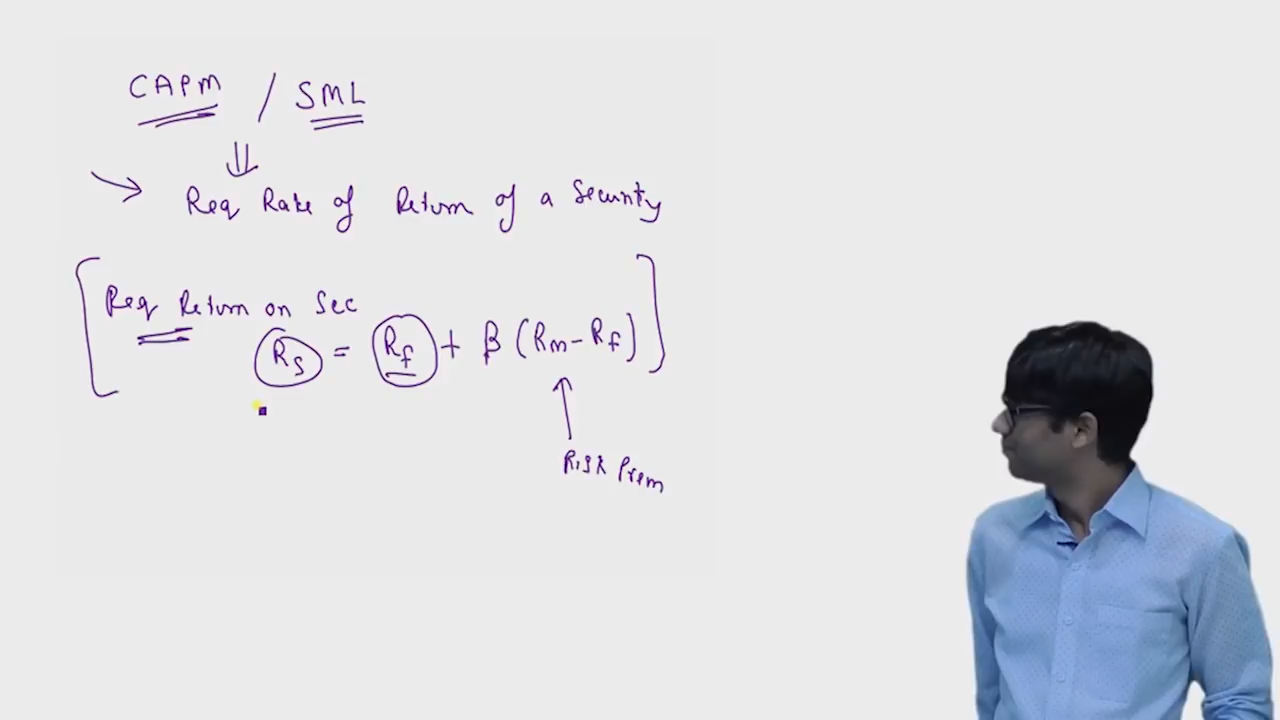 CAPM / SML
Req Rate of Return of a Security
Req Return on Sec
Rs = Rf + β (Rm - Rf)
Risk Prem